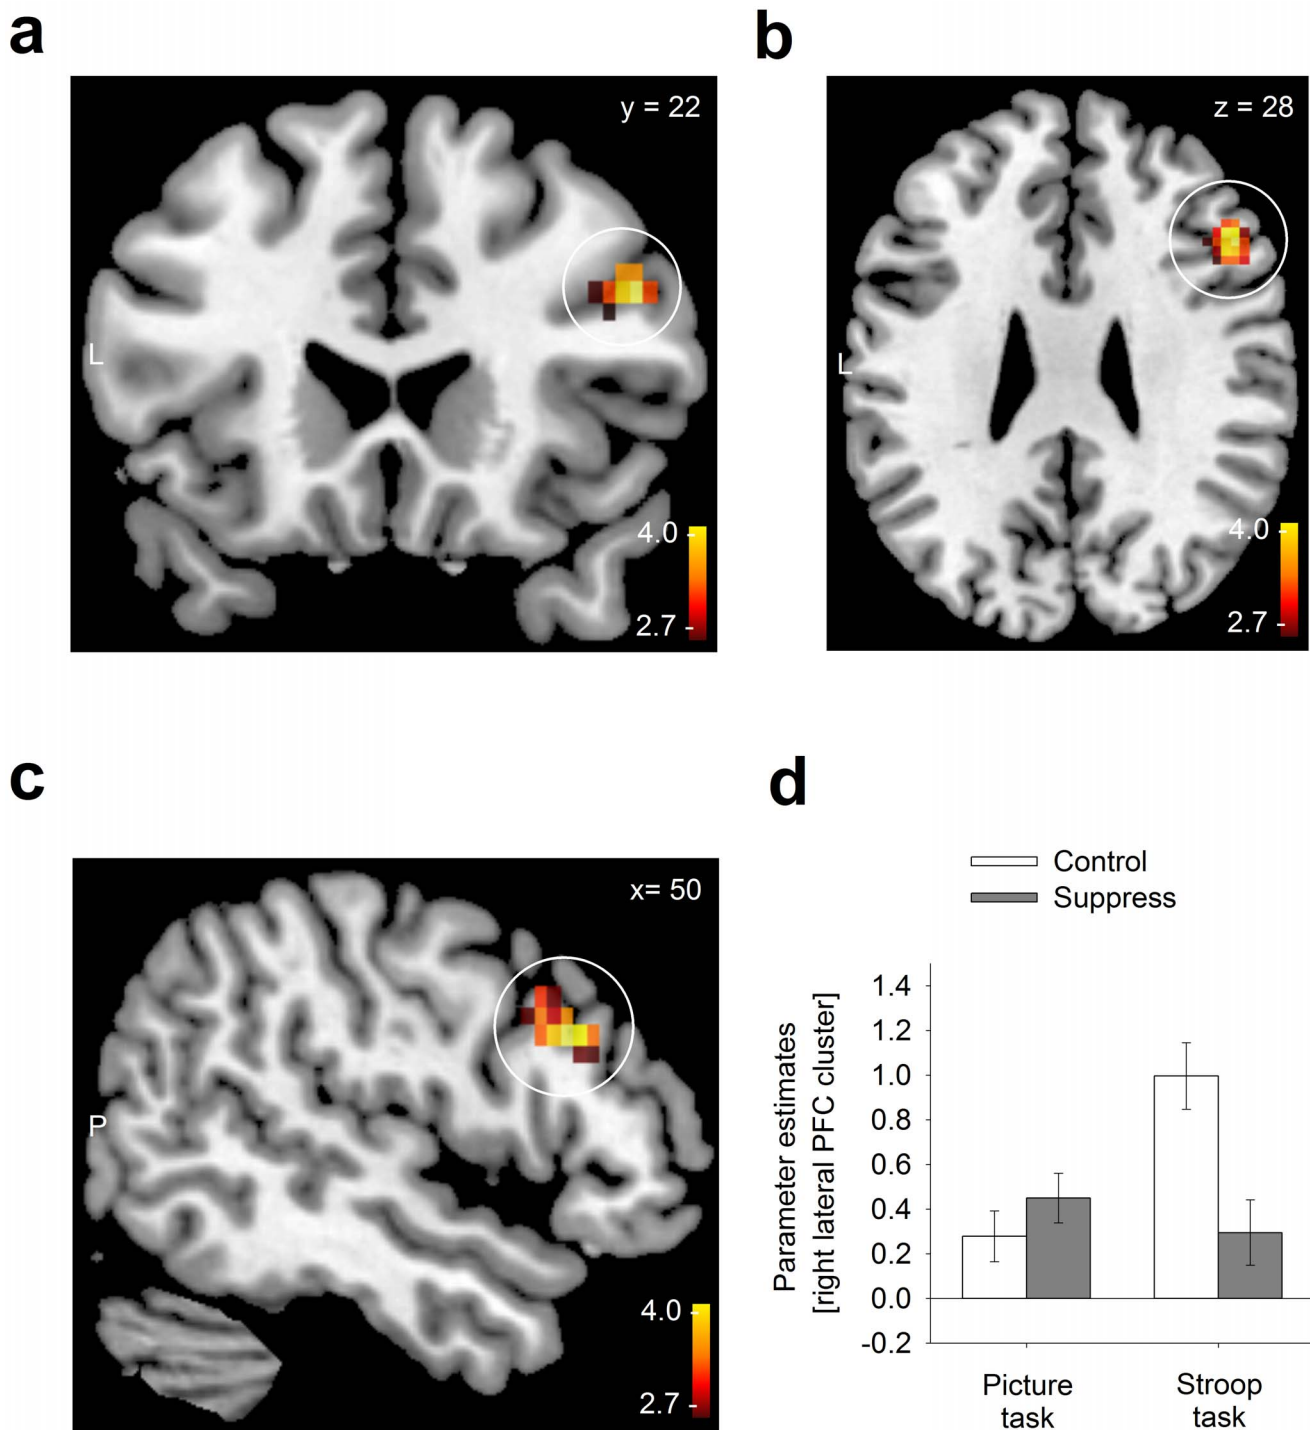 a
y = 22
L
4.0 -
2.7 -
b
z = 28
L
4.0 -
2.7 -
c
x= 50
P
4.0 -
2.7 -
d
Control
Suppress
Parameter estimates
[right lateral PFC cluster]
1.4
1.2
1.0
0.8
0.6
0.4
0.2
0.0
-0.2
Picture
task
Stroop
task